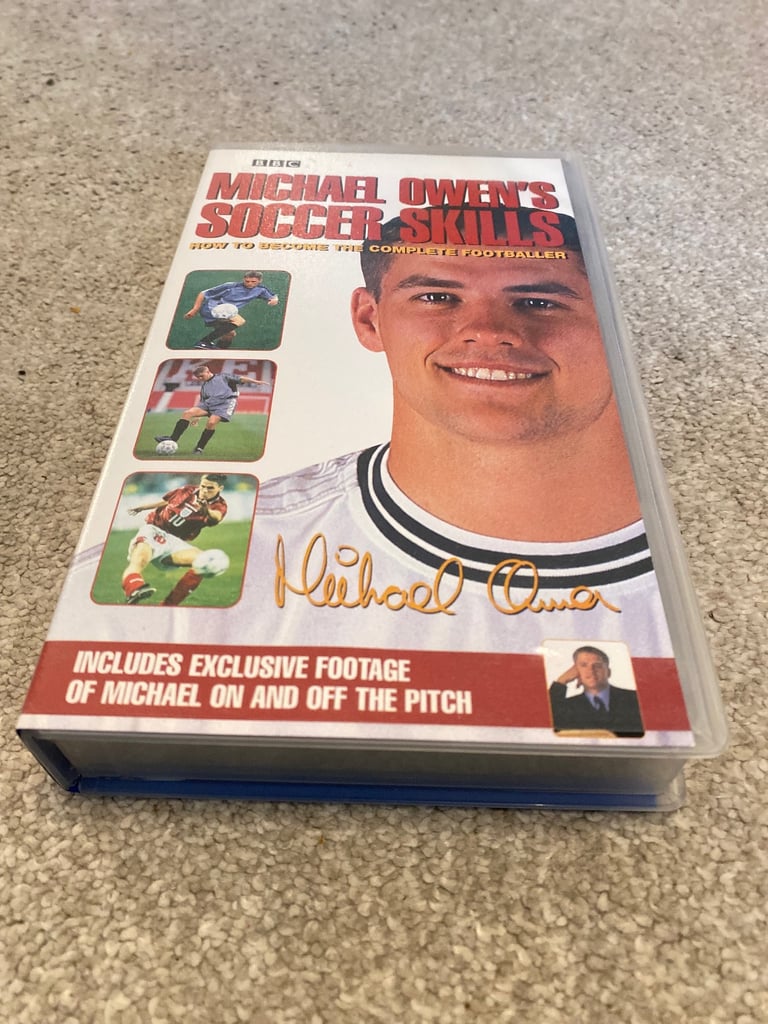 BBC
MICHAEL OWEN'S
SOCCER SKILLS
HOW TO BECOME THE COMPLETE FOOTBALLER
10
Michael Owen
INCLUDES EXCLUSIVE FOOTAGE
OF MICHAEL ON AND OFF THE PITCH